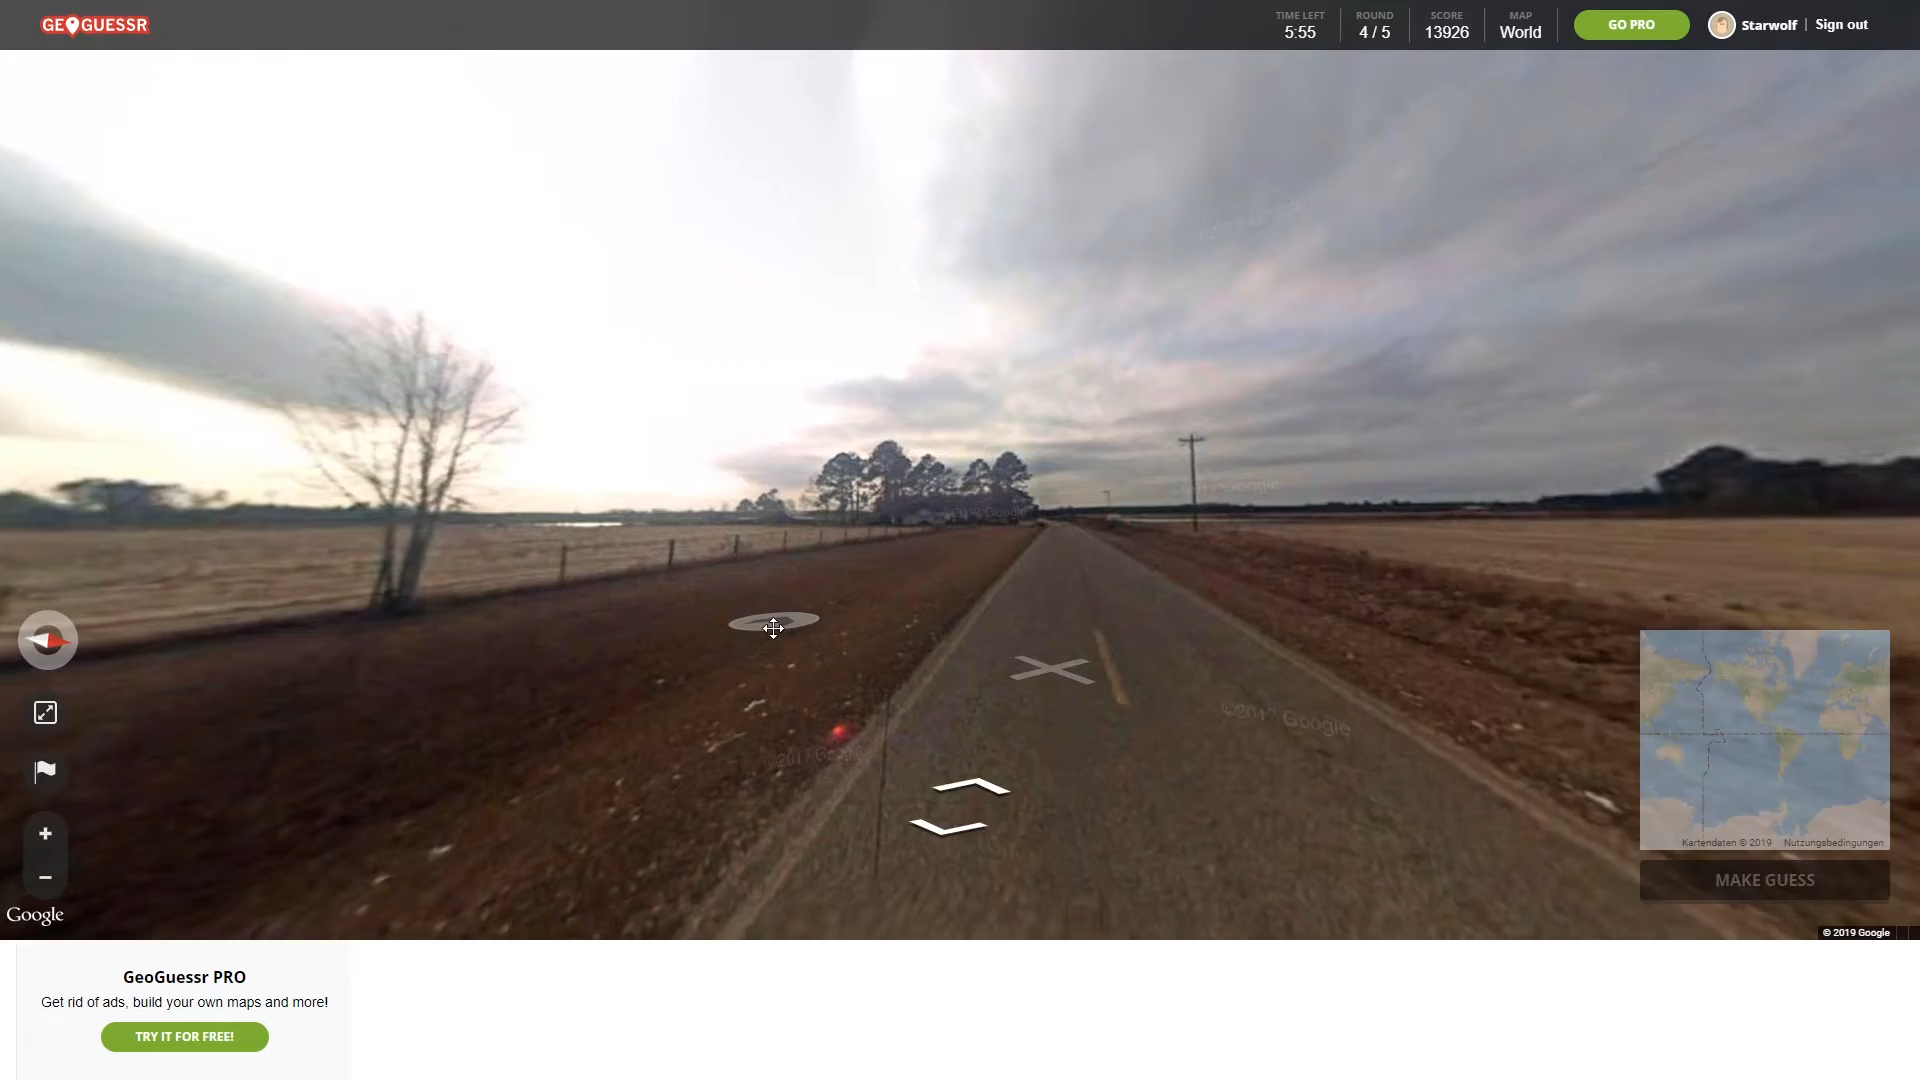 GEOGUESSR
TIME LEFT
5:55
ROUND
4 / 5
SCORE
13926
MAP
World
GO PRO
Starwolf
Sign out
©2017 Google
©2017 Google
Kartendaten © 2019
Nutzungsbedingungen
MAKE GUESS
Google
© 2019 Google
GeoGuessr PRO
Get rid of ads, build your own maps and more!
TRY IT FOR FREE!